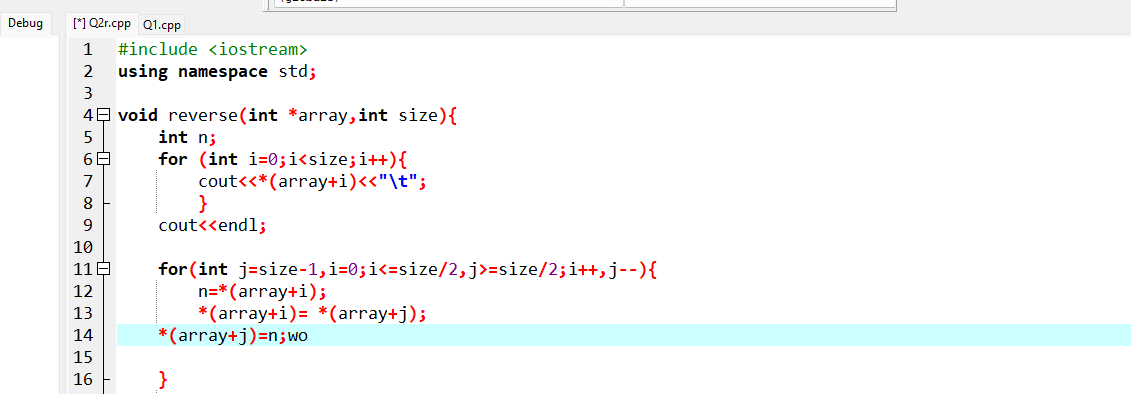 Debug
[*] Q2r.cpp
Q1.cpp
1 #include <iostream>
2 using namespace std;
3
4 void reverse(int *array,int size){
5 int n;
6 for (int i=0;i<size;i++){
7 cout<<*(array+i)<<"\t";
8 }
9 cout<<endl;
10
11 for(int j=size-1,i=0;i<=size/2,j>=size/2;i++,j--){
12 n=*(array+i);
13 *(array+i)= *(array+j);
14 *(array+j)=n;wo
15
16 }